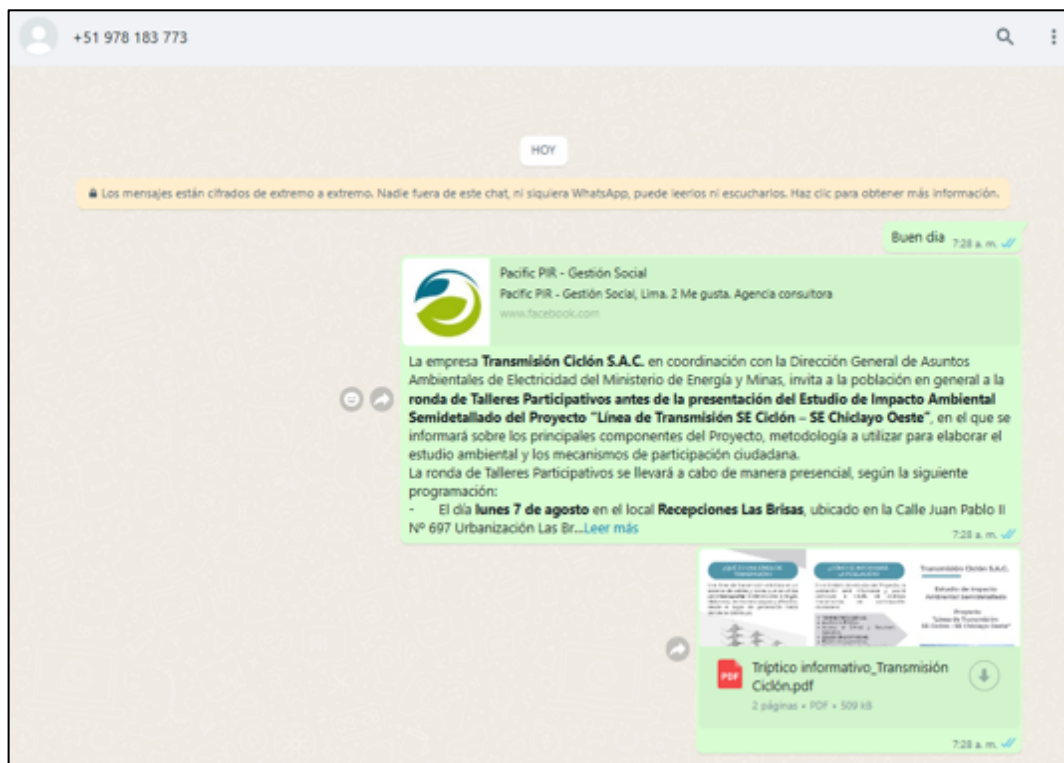 +51 978 183 773
HOY
Los mensajes están cifrados de extremo a extremo. Nadie fuera de este chat, ni siquiera WhatsApp, puede leerlos ni escucharlos. Haz clic para obtener más información.
Buen día 7:28 a. m.
Pacific PIR - Gestión Social
Pacific PIR - Gestión Social, Lima. 2 Me gusta. Agencia consultora
www.facebook.com
La empresa Transmisión Ciclón S.A.C. en coordinación con la Dirección General de Asuntos
Ambientales de Electricidad del Ministerio de Energía y Minas, invita a la población en general a la
ronda de Talleres Participativos antes de la presentación del Estudio de Impacto Ambiental
Semidetallado del Proyecto "Línea de Transmisión SE Ciclón – SE Chiclayo Oeste", en el que se
informará sobre los principales componentes del Proyecto, metodología a utilizar para elaborar el
estudio ambiental y los mecanismos de participación ciudadana.
La ronda de Talleres Participativos se llevará a cabo de manera presencial, según la siguiente
programación:
- El día lunes 7 de agosto en el local Recepciones Las Brisas, ubicado en la Calle Juan Pablo II
Nº 697 Urbanización Las Br...Leer más
7:28 a. m.
¿QUÉ ES UNA LÍNEA DE
TRANSMISIÓN?
LA POBLACIÓN?
Transmisión Ciclón S.A.C.
Estudio de Impacto
Ambiental Semidetallado
Proyecto
"Línea de Transmisión
SE Ciclón - SE Chiclayo Oeste"
PDF
Tríptico informativo_Transmisión
Ciclón.pdf
2 páginas • PDF • 509 kB
7:28 a. m.